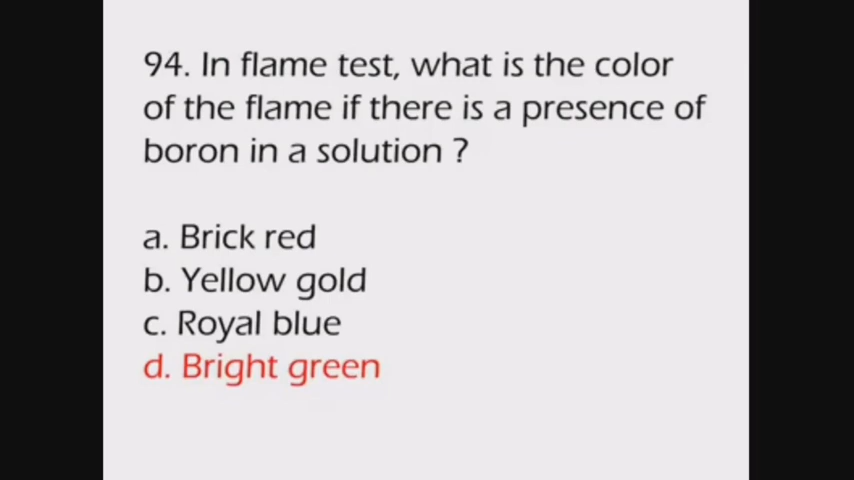 94. In flame test, what is the color
of the flame if there is a presence of
boron in a solution ?
a. Brick red
b. Yellow gold
c. Royal blue
d. Bright green